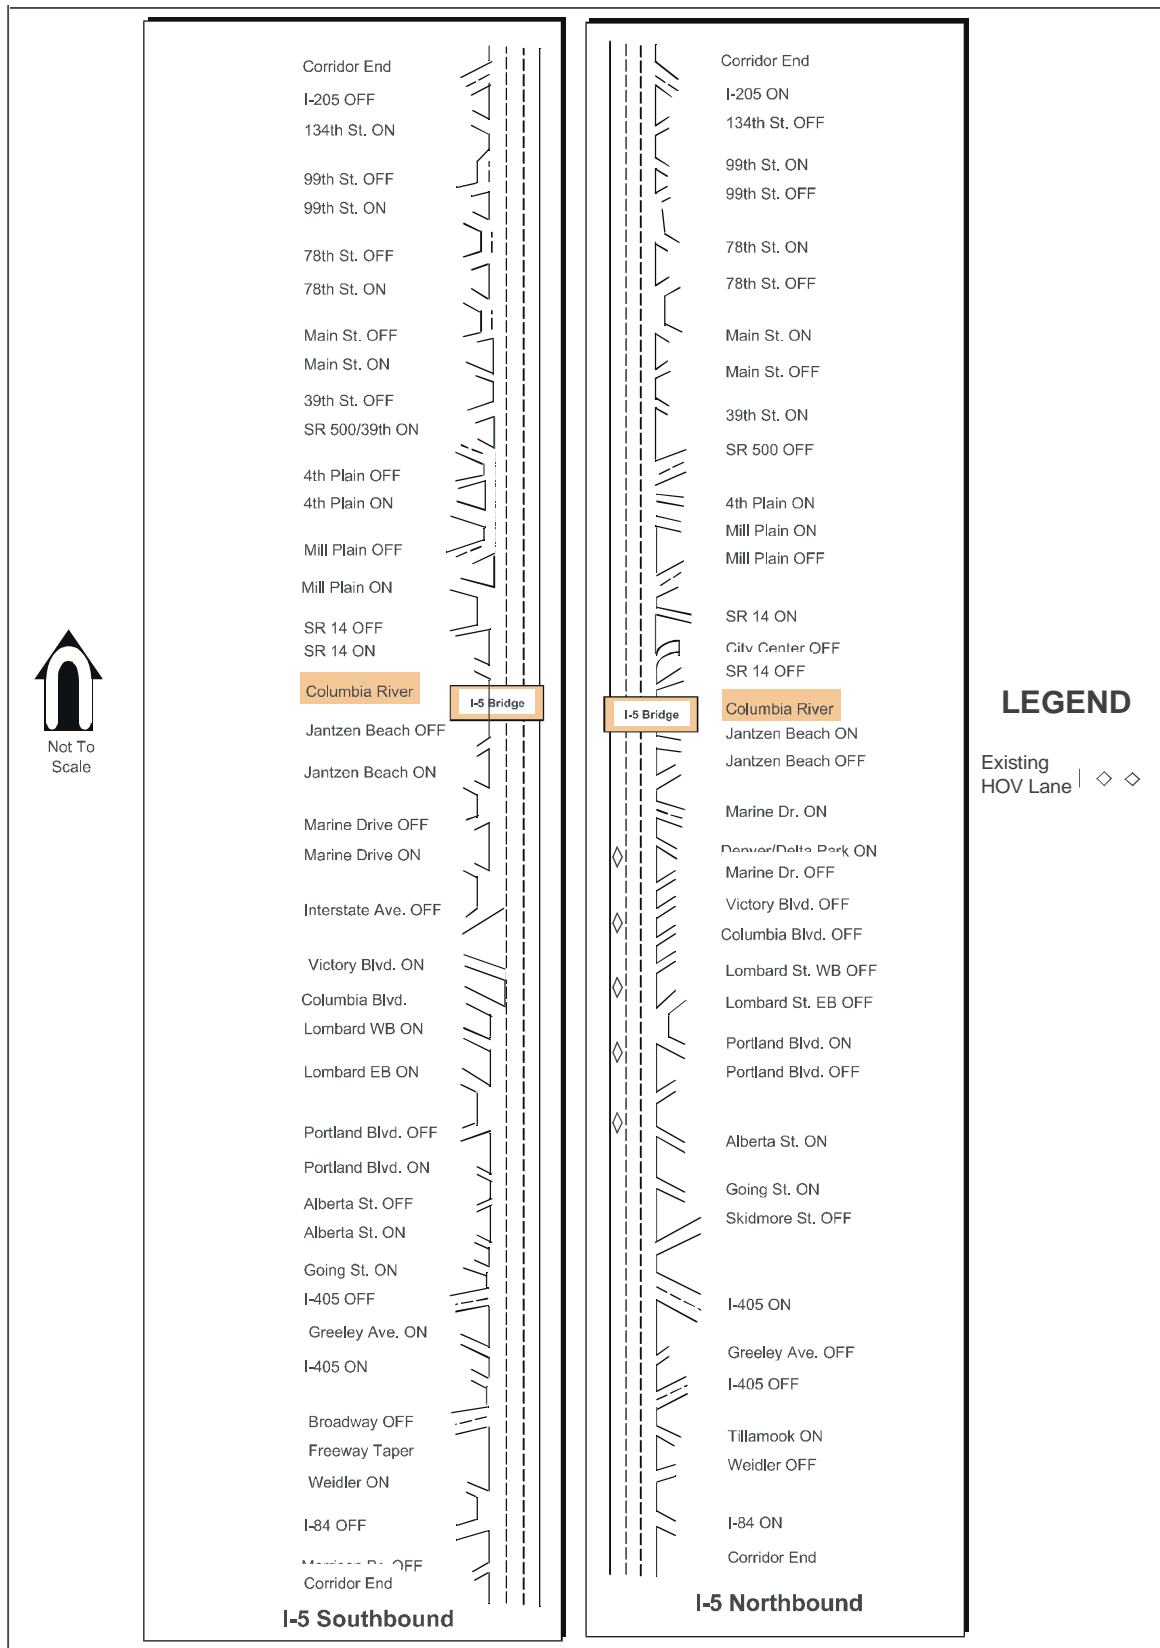 Corridor End
I-205 OFF
134th St. ON
99th St. OFF
99th St. ON
78th St. OFF
78th St. ON
Main St. OFF
Main St. ON
39th St. OFF
SR 500/39th ON
4th Plain OFF
4th Plain ON
Mill Plain OFF
Mill Plain ON
SR 14 OFF
SR 14 ON
Columbia River
I-5 Bridge
Jantzen Beach OFF
Jantzen Beach ON
Marine Drive OFF
Marine Drive ON
Interstate Ave. OFF
Victory Blvd. ON
Columbia Blvd.
Lombard WB ON
Lombard EB ON
Portland Blvd. OFF
Portland Blvd. ON
Alberta St. OFF
Alberta St. ON
Going St. ON
I-405 OFF
Greeley Ave. ON
I-405 ON
Broadway OFF
Freeway Taper
Weidler ON
I-84 OFF
Morrison Br. OFF
Corridor End
I-5 Southbound
Corridor End
I-205 ON
134th St. OFF
99th St. ON
99th St. OFF
78th St. ON
78th St. OFF
Main St. ON
Main St. OFF
39th St. ON
SR 500 OFF
4th Plain ON
Mill Plain ON
Mill Plain OFF
SR 14 ON
City Center OFF
SR 14 OFF
I-5 Bridge
Columbia River
Jantzen Beach ON
Jantzen Beach OFF
Marine Dr. ON
Denver/Delta Park ON
Marine Dr. OFF
Victory Blvd. OFF
Columbia Blvd. OFF
Lombard St. WB OFF
Lombard St. EB OFF
Portland Blvd. ON
Portland Blvd. OFF
Alberta St. ON
Going St. ON
Skidmore St. OFF
I-405 ON
Greeley Ave. OFF
I-405 OFF
Tillamook ON
Weidler OFF
I-84 ON
Corridor End
I-5 Northbound
Not To
Scale
LEGEND
Existing
HOV Lane